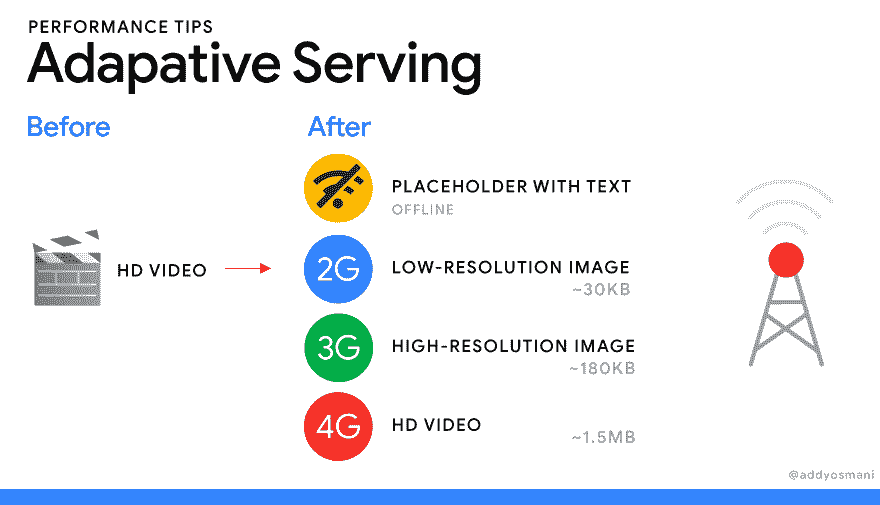 PERFORMANCE TIPS
Adapative Serving
Before
After
HD VIDEO
PLACEHOLDER WITH TEXT
OFFLINE
2G
LOW-RESOLUTION IMAGE
~30KB
3G
HIGH-RESOLUTION IMAGE
~180KB
4G
HD VIDEO
~1.5MB
@addyosmani